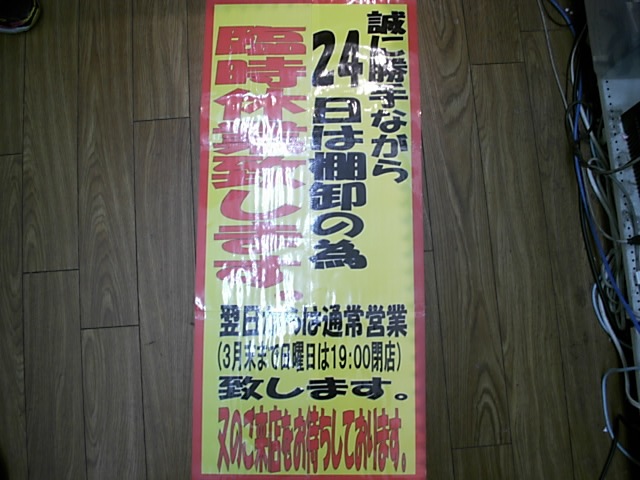 誠に勝手ながら
24日は棚卸の為
臨時休業致します。
翌日からは通常営業
(3月末まで日曜日は19:00閉店)
致します。
又のご来店をお待ちしております。